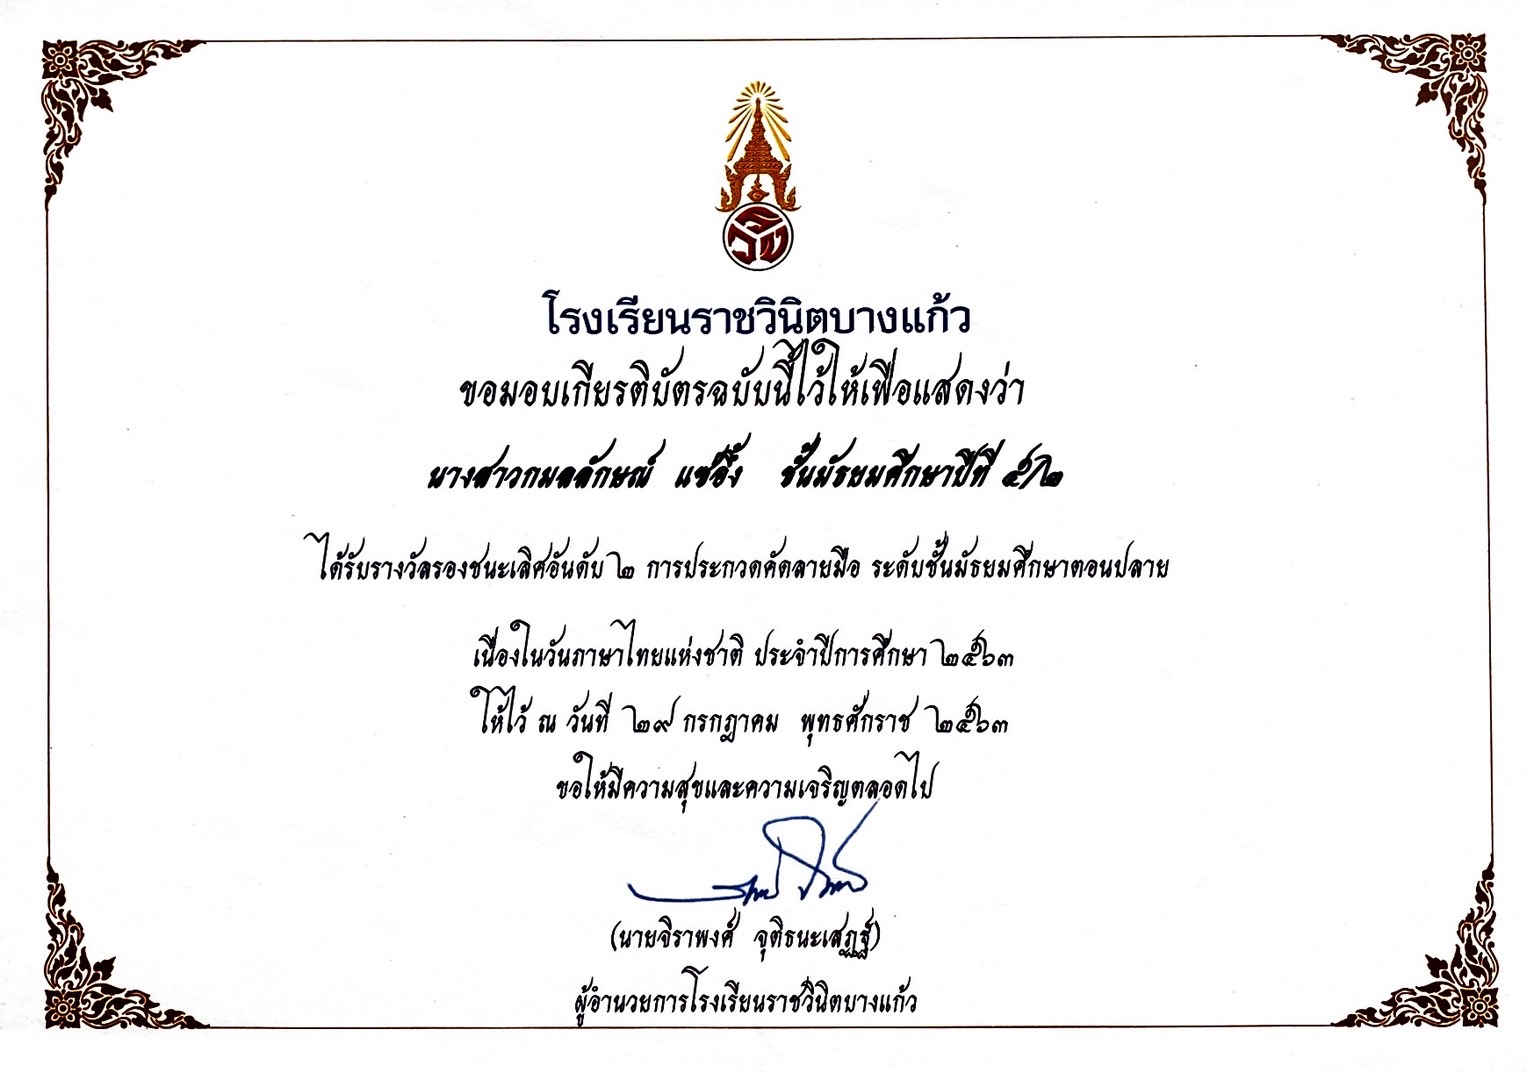 โรงเรียนราชวินิตบางแก้ว
ขอมอบเกียรติบัตรฉบับนี้ไว้ให้เพื่อแสดงว่า
นางสาวกมลลักษณ์ แซ่อึ้ง ชั้นมัธยมศึกษาปีที่ ๕/๒
ได้รับรางวัลรองชนะเลิศอันดับ ๒ การประกวดคัดลายมือ ระดับชั้นมัธยมศึกษาตอนปลาย
เนื่องในวันภาษาไทยแห่งชาติ ประจำปีการศึกษา ๒๕๖๓
ให้ไว้ ณ วันที่ ๒๙ กรกฎาคม พุทธศักราช ๒๕๖๓
ขอให้มีความสุขและความเจริญตลอดไป
(นายจิราพงศ์ จุติธนะเสฏฐ์)
ผู้อำนวยการโรงเรียนราชวินิตบางแก้ว